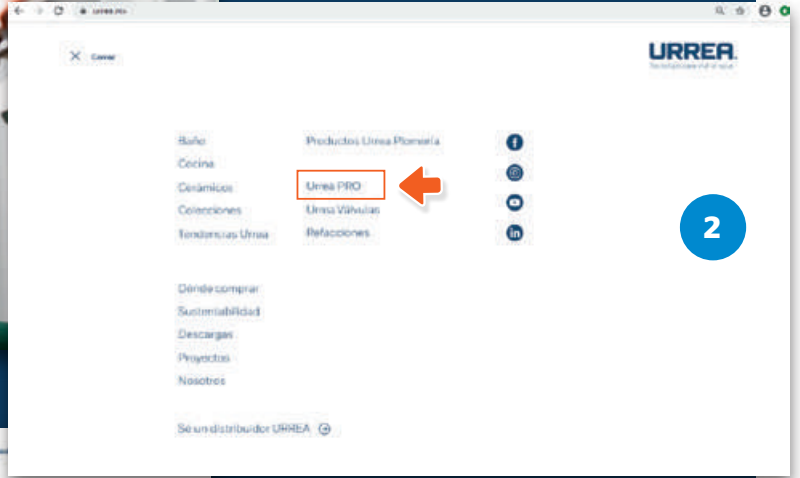 Cerrar
URREA
Baño
Cocina
Cerámicos
Colecciones
Tendencias Urrea
Productos Urrea Plomería
Urrea PRO
Urrea Válvulas
Refacciones
2
Dónde comprar
Sustentabilidad
Descargas
Proyectos
Nosotros
Sé un distribuidor URREA